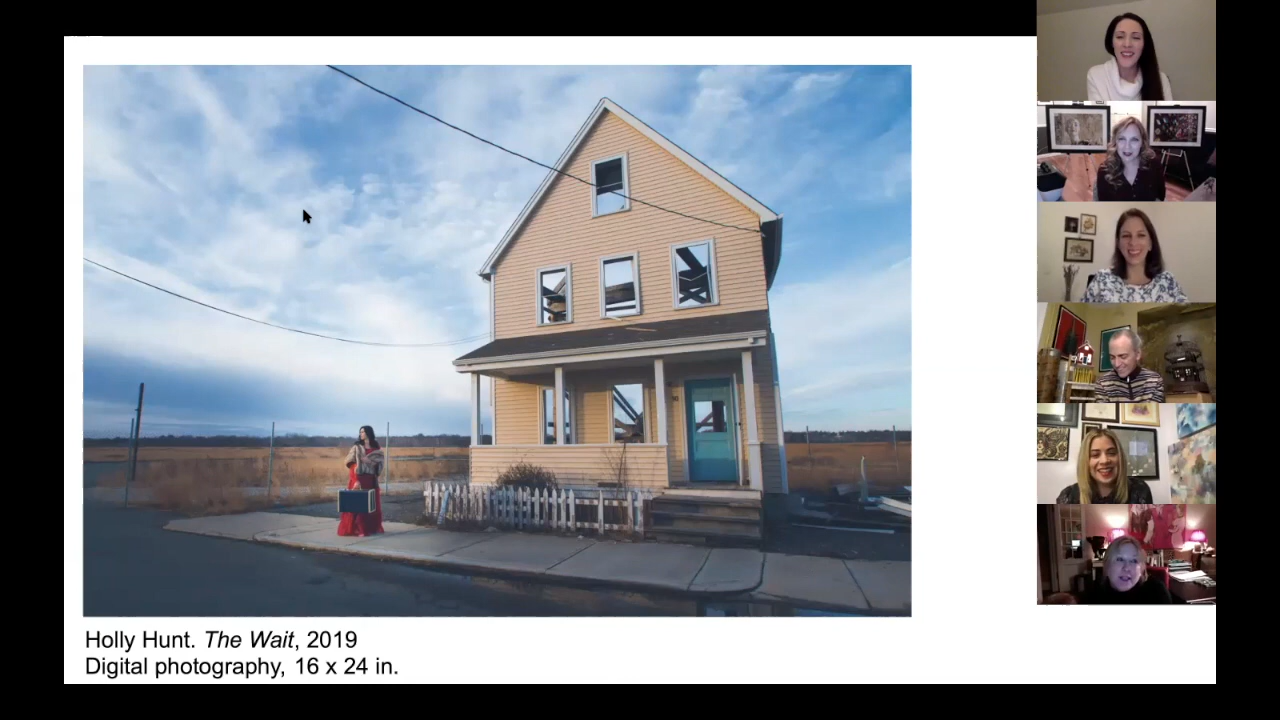 Holly Hunt. The Wait, 2019
Digital photography, 16 x 24 in.